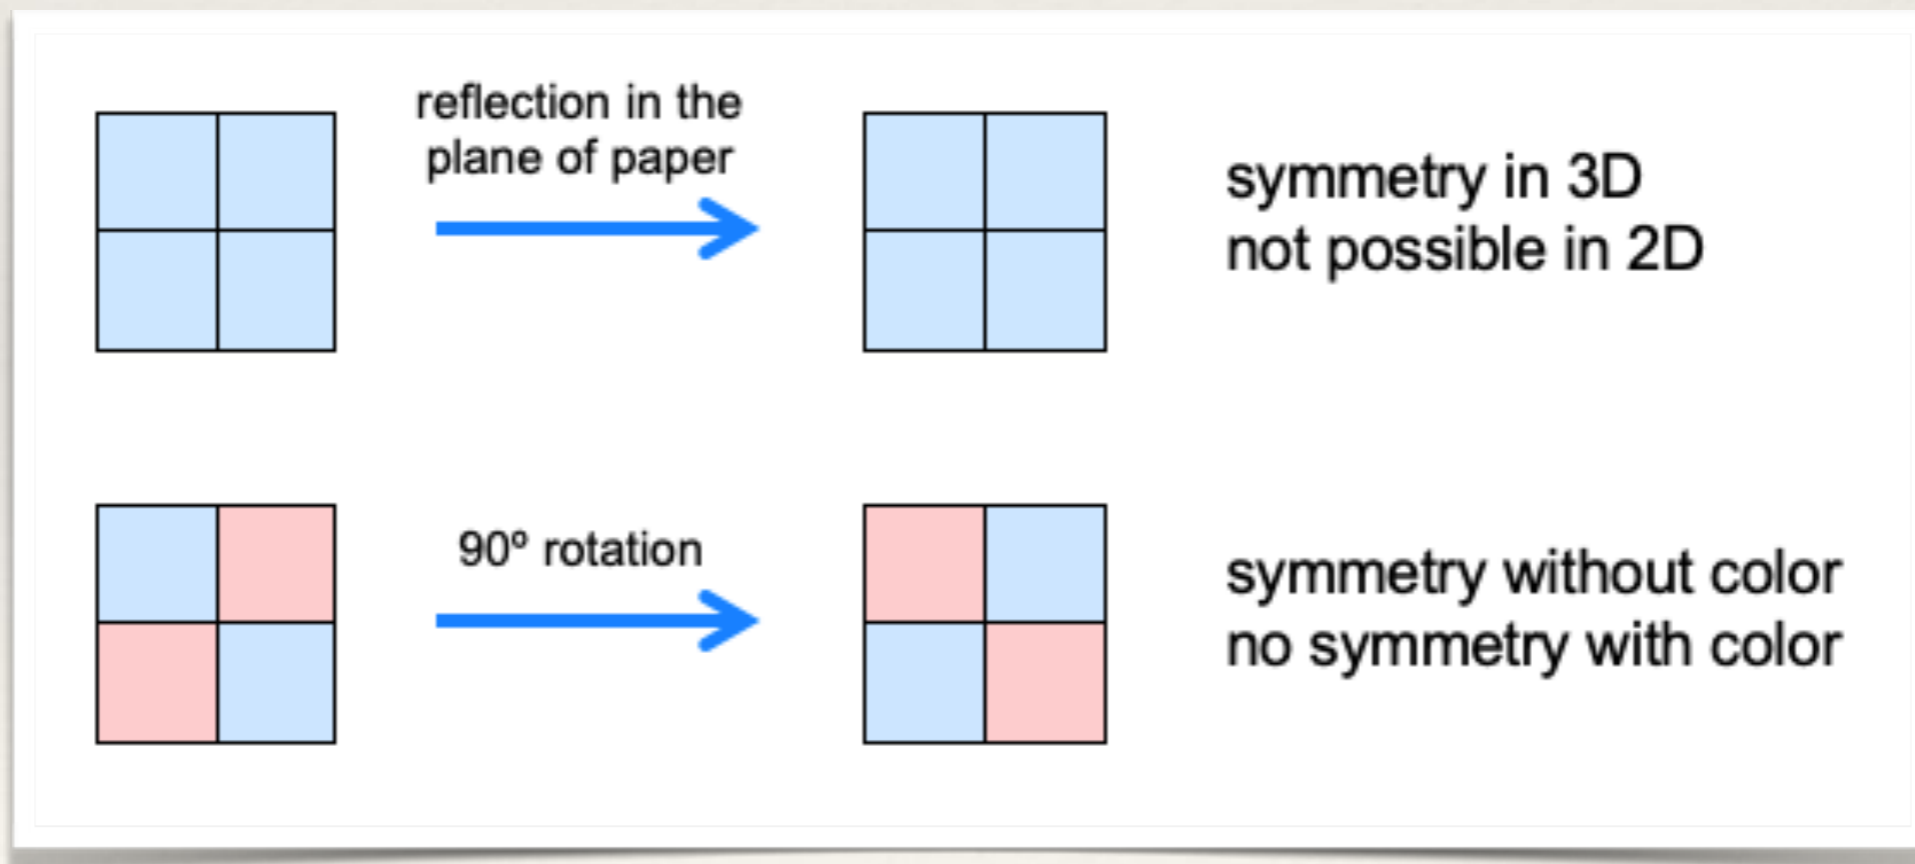 reflection in the
plane of paper
symmetry in 3D
not possible in 2D
90º rotation
symmetry without color
no symmetry with color